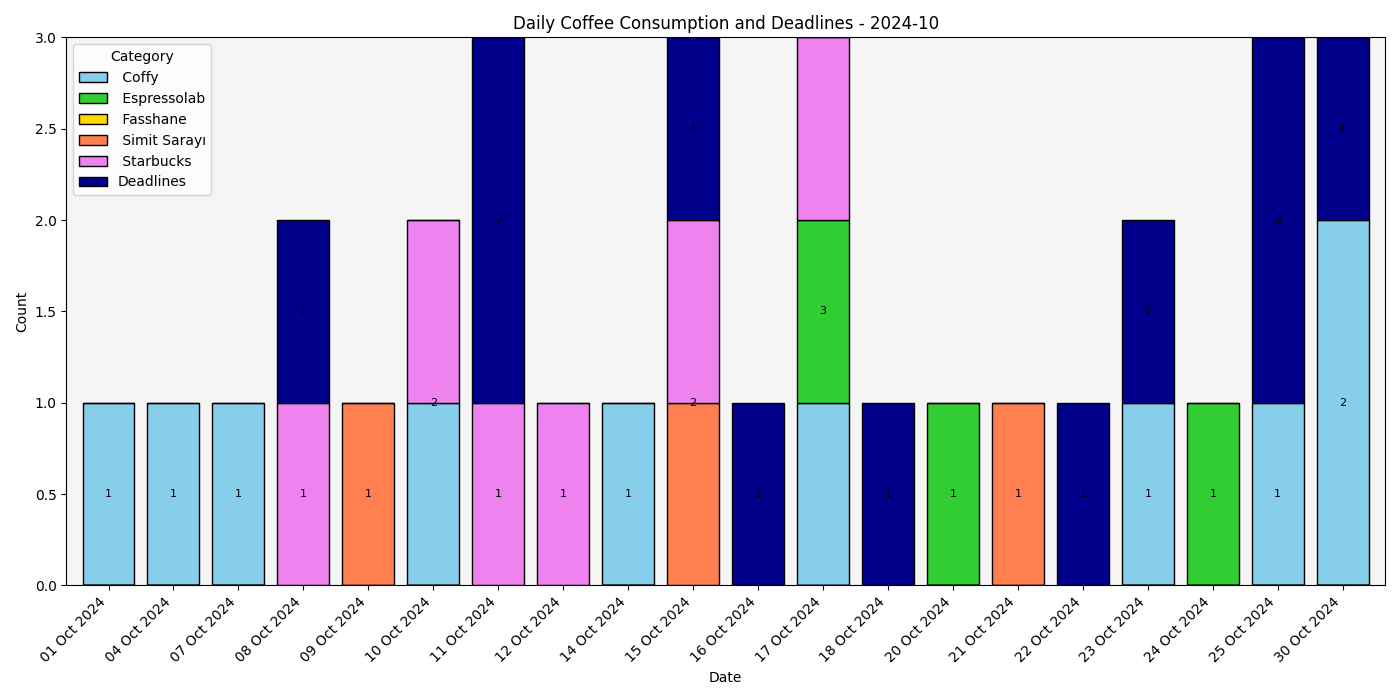 Daily Coffee Consumption and Deadlines - 2024-10
3.0
2.5
2.0
1.5
1.0
0.5
0.0
Count
Category
Coffy
Espressolab
Fasshane
Simit Sarayı
Starbucks
Deadlines
1
1
1
1
1
1
2
2
1
1
1
2
1
1
3
1
1
1
1
1
1
1
2
1
1
2
01 Oct 2024
04 Oct 2024
07 Oct 2024
08 Oct 2024
09 Oct 2024
10 Oct 2024
11 Oct 2024
12 Oct 2024
14 Oct 2024
15 Oct 2024
16 Oct 2024
17 Oct 2024
18 Oct 2024
20 Oct 2024
21 Oct 2024
22 Oct 2024
23 Oct 2024
24 Oct 2024
25 Oct 2024
30 Oct 2024
Date